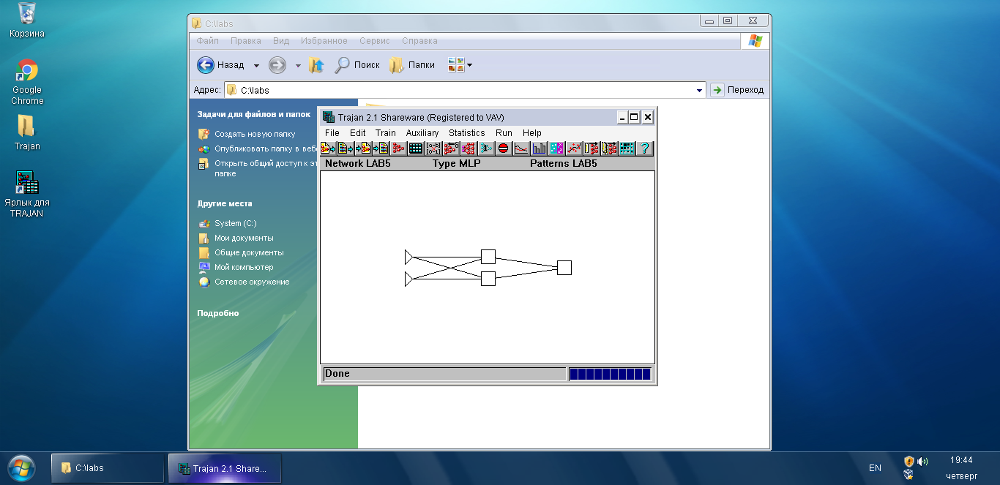 Корзина
Google
Chrome
Trajan
Ярлык для
TRAJAN
C:\labs
Файл Правка Вид Избранное Сервис Справка
Назад Поиск Папки
Адрес: C:\labs Переход
Задачи для файлов и папок
Создать новую папку
Опубликовать папку в веб
Открыть общий доступ к эт
папке
Другие места
System (C:)
Мои документы
Общие документы
Мой компьютер
Сетевое окружение
Подробно
Trajan 2.1 Shareware (Registered to VAV)
File Edit Train Auxiliary Statistics Run Help
Network LAB5 Type MLP Patterns LAB5
Done
C:\labs
Trajan 2.1 Share...
EN
19:44
четверг